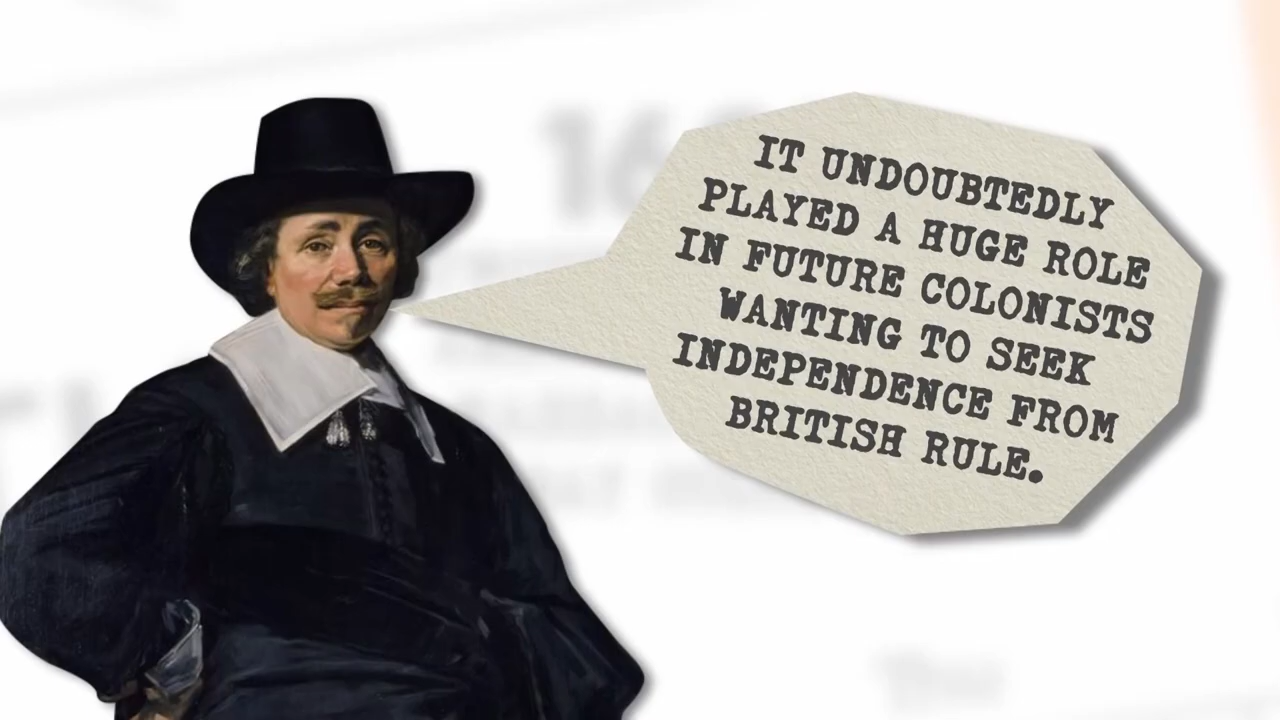 IT UNDOUBTEDLY
PLAYED A HUGE ROLE
IN FUTURE COLONISTS
WANTING TO SEEK
INDEPENDENCE FROM
BRITISH RULE.